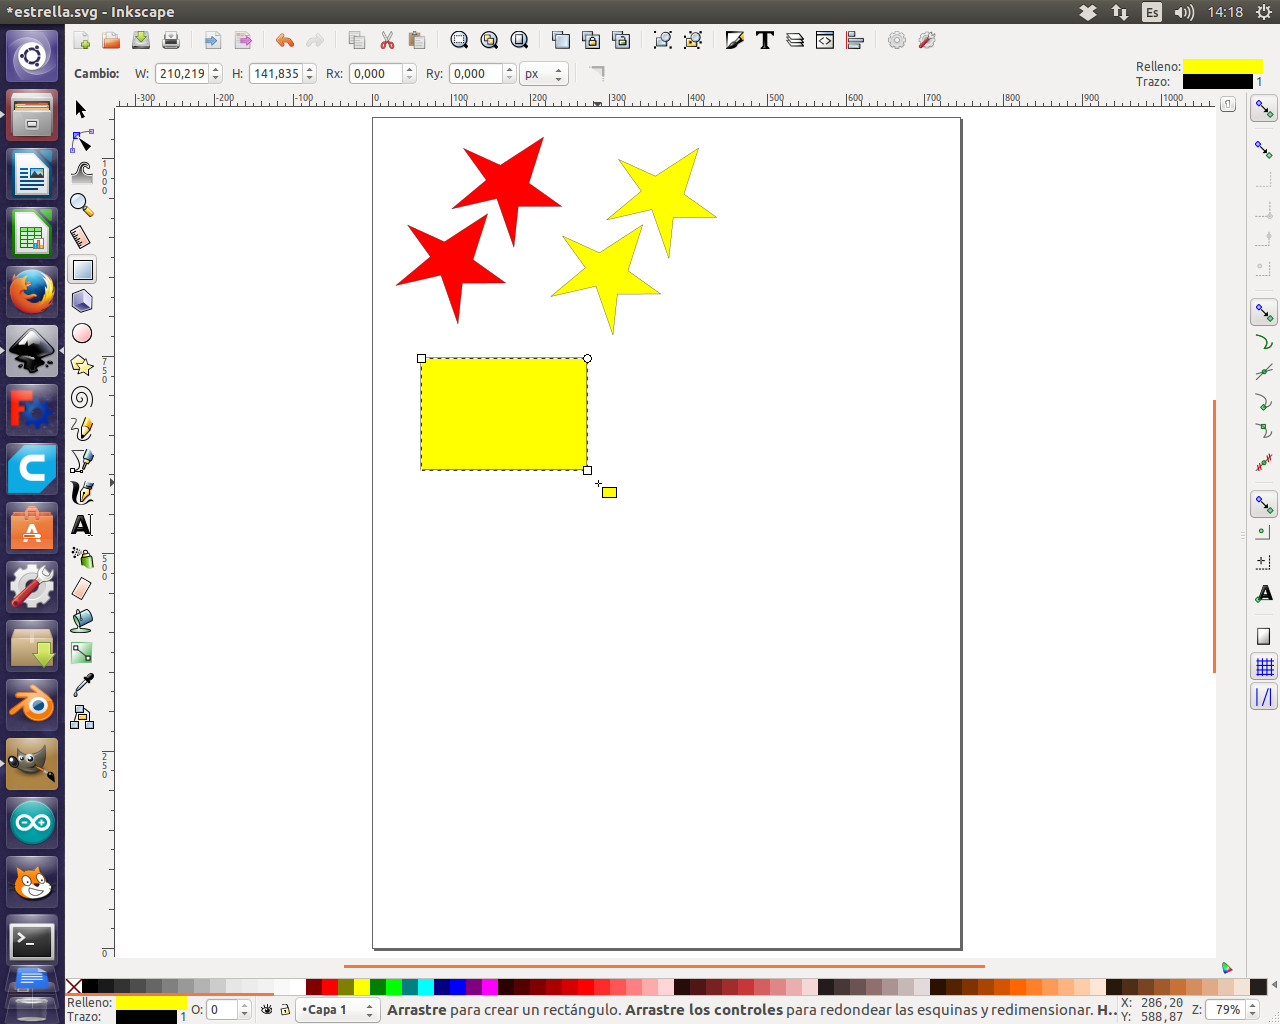 *estrella.svg - Inkscape
Es
14:18
Cambio: W: 210,219 H: 141,835 Rx: 0,000 Ry: 0,000 px
Relleno:
Trazo: 1
-300 -200 -100 0 100 200 300 400 500 600 700 800 900 1000
1000
750
500
250
0
Relleno:
Trazo: 1
O: 0
•Capa 1
Arrastre para crear un rectángulo. Arrastre los controles para redondear las esquinas y redimensionar. H..
X: 286,20
Y: 588,87
Z: 79%